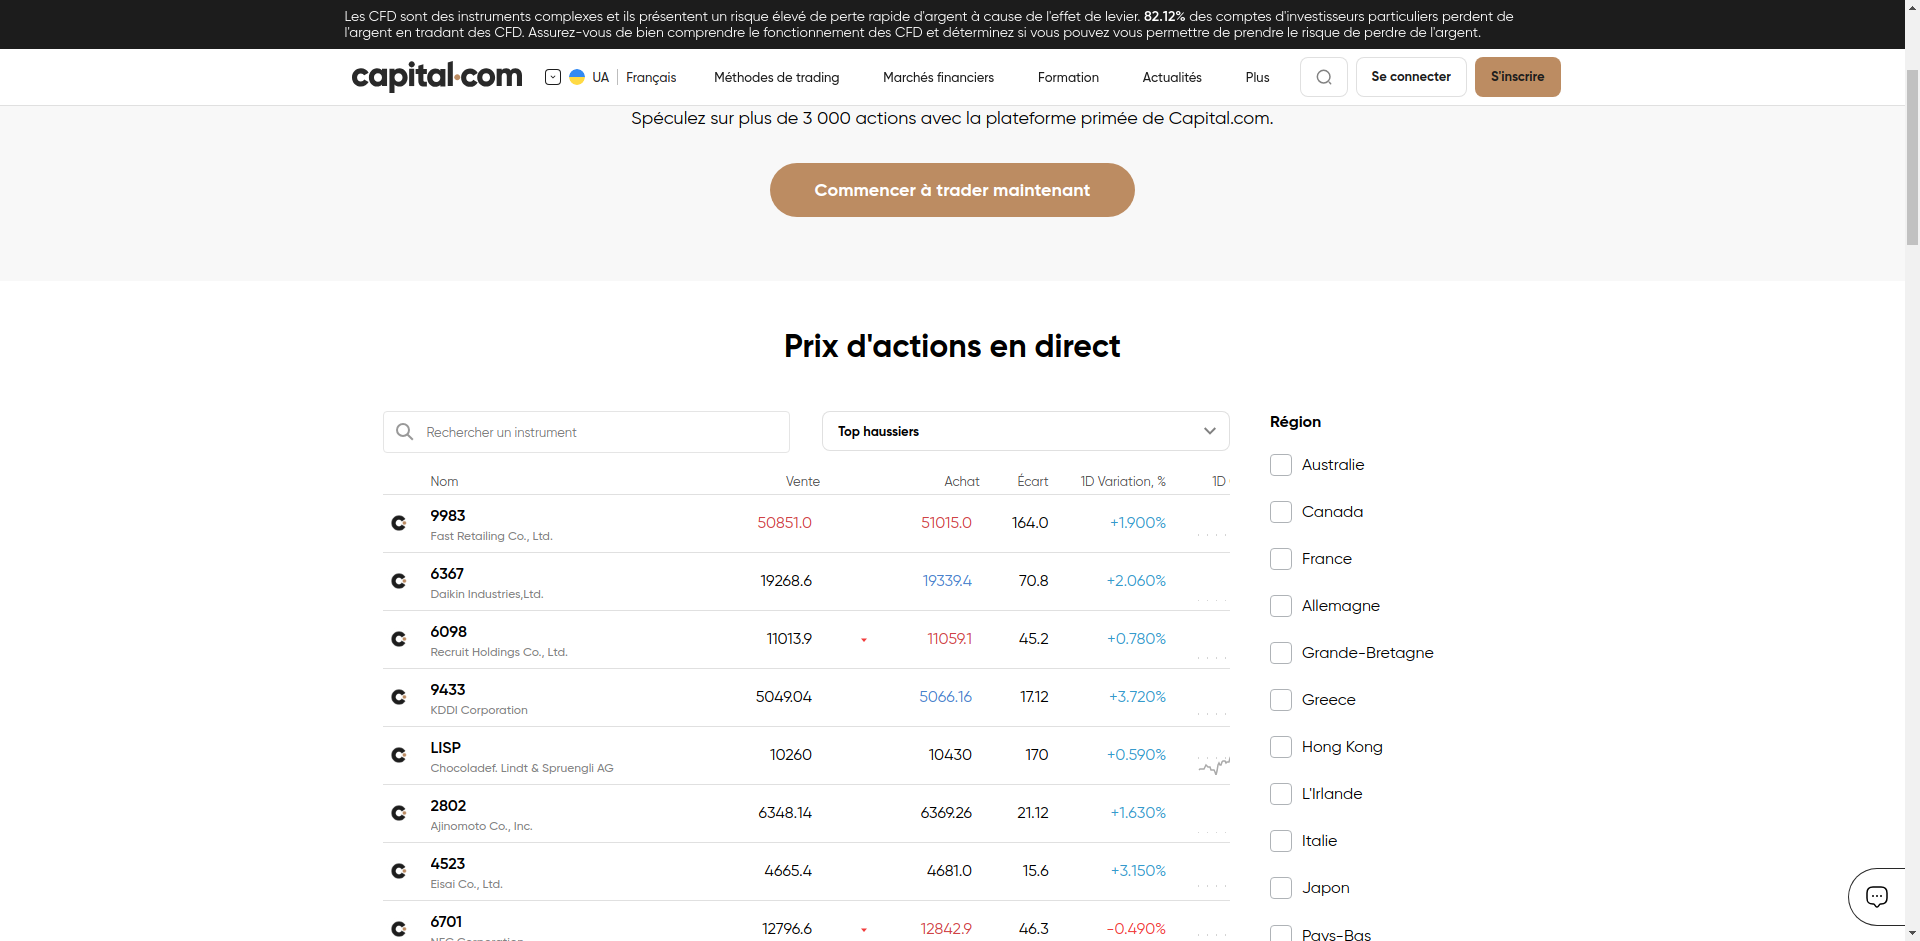 Les CFD sont des instruments complexes et ils présentent un risque élevé de perte rapide d'argent à cause de l'effet de levier. 82.12% des comptes d'investisseurs particuliers perdent de
l'argent en tradant des CFD. Assurez-vous de bien comprendre le fonctionnement des CFD et déterminez si vous pouvez vous permettre de prendre le risque de perdre de l'argent.
capital.com UA Français Méthodes de trading Marchés financiers Formation Actualités Plus Se connecter S'inscrire
Spéculez sur plus de 3 000 actions avec la plateforme primée de Capital.com.
Commencer à trader maintenant
Prix d'actions en direct
Rechercher un instrument
Top haussiers
Nom Vente Achat Écart 1D Variation, % 1D
9983 50851.0 51015.0 164.0 +1.900%
Fast Retailing Co., Ltd.
6367 19268.6 19339.4 70.8 +2.060%
Daikin Industries,Ltd.
6098 11013.9 11059.1 45.2 +0.780%
Recruit Holdings Co., Ltd.
9433 5049.04 5066.16 17.12 +3.720%
KDDI Corporation
LISP 10260 10430 170 +0.590%
Chocoladef. Lindt & Spruengli AG
2802 6348.14 6369.26 21.12 +1.630%
Ajinomoto Co., Inc.
4523 4665.4 4681.0 15.6 +3.150%
Eisai Co., Ltd.
6701 12796.6 12842.9 46.3 -0.490%
NEC Corporation
Région
Australie
Canada
France
Allemagne
Grande-Bretagne
Greece
Hong Kong
L'Irlande
Italie
Japon
Pays-Bas